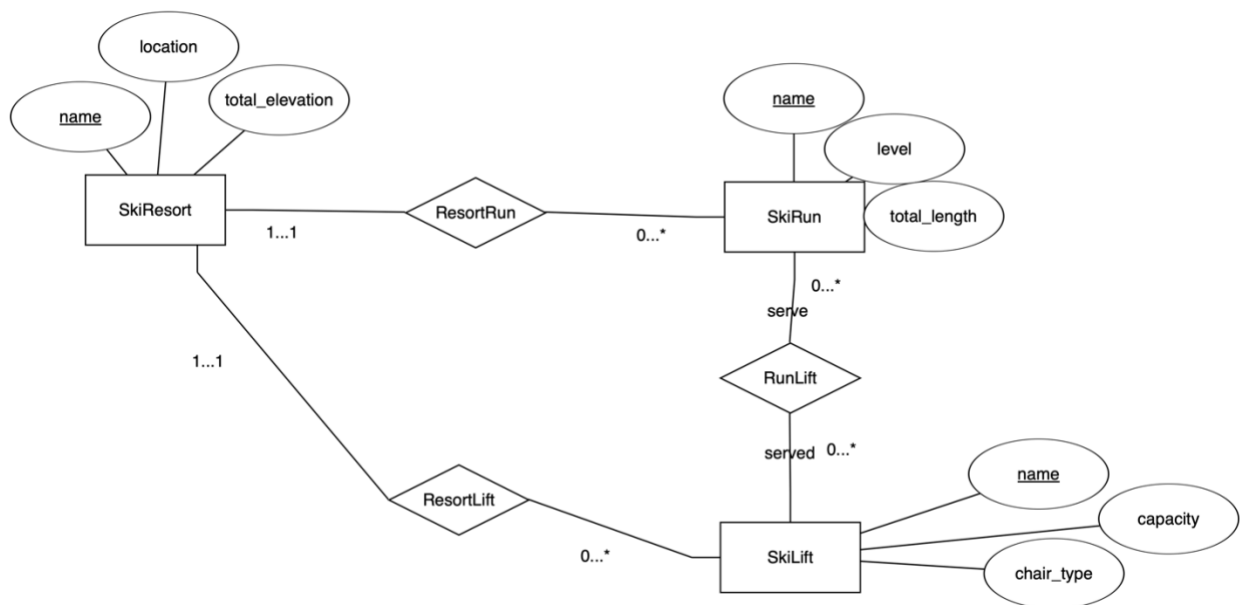 location
name
total_elevation
name
level
SkiResort
ResortRun
SkiRun
total_length
1...1
0...*
0...*
serve
1...1
RunLift
served
0...*
name
ResortLift
capacity
0...*
SkiLift
chair_type